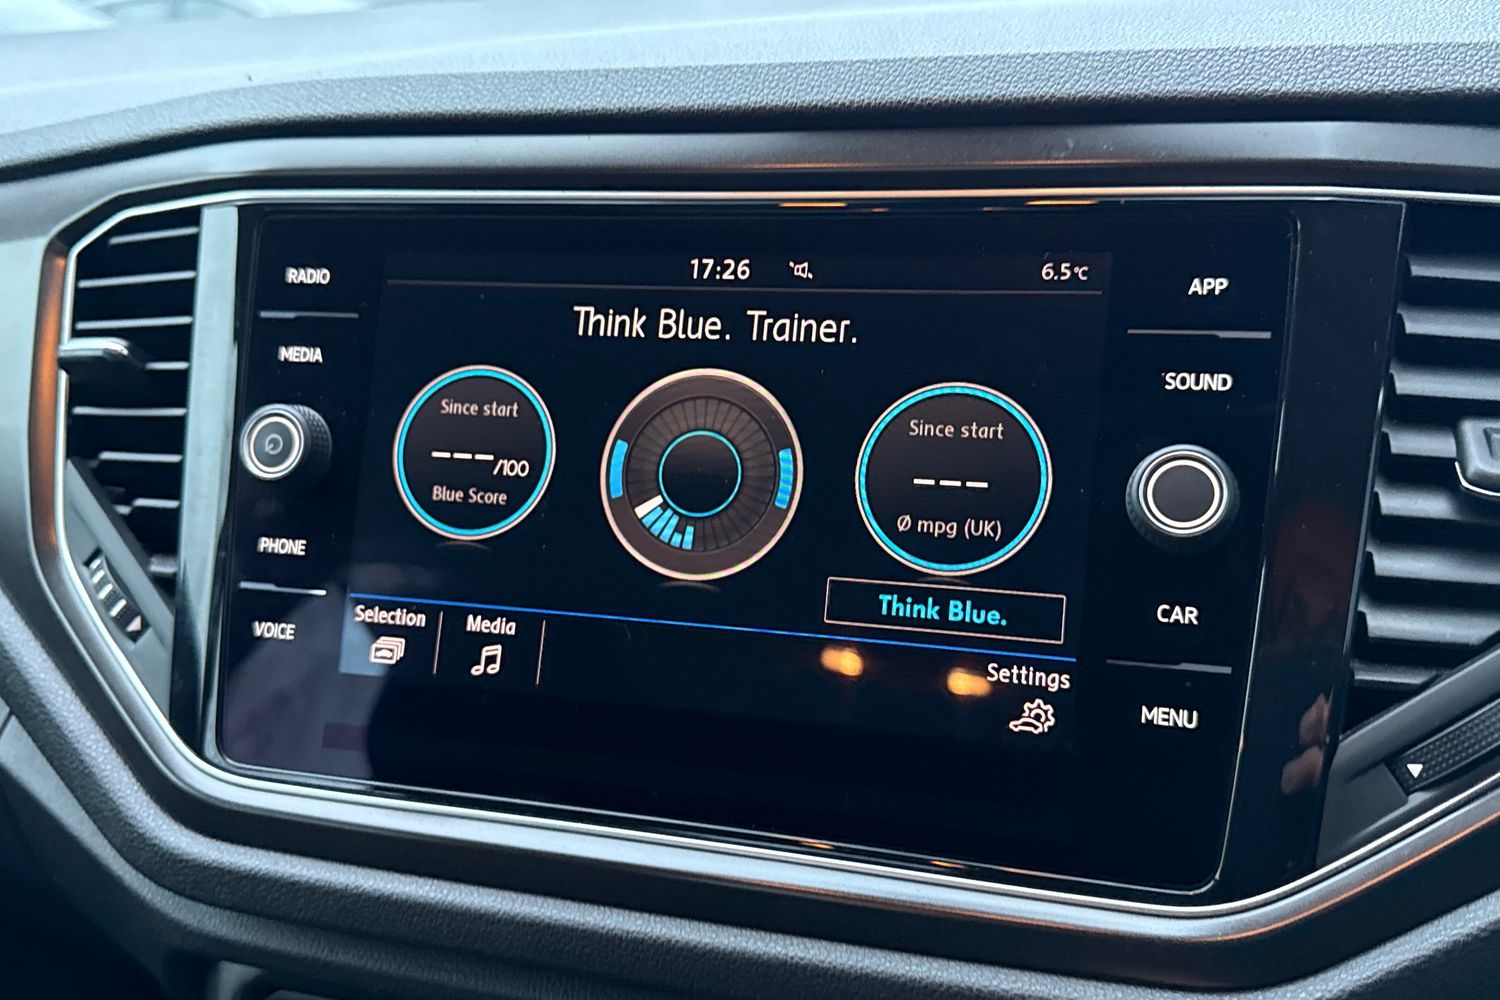 RADIO
MEDIA
PHONE
VOICE
17:26
6.5°C
Think Blue. Trainer.
Since start
---/100
Blue Score
Since start
---
Ø mpg (UK)
Think Blue.
Selection
Media
Settings
APP
SOUND
CAR
MENU